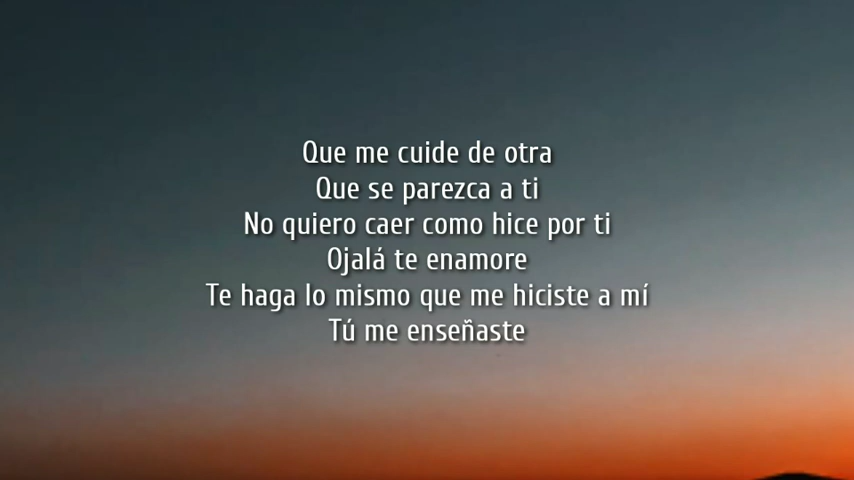 Que me cuide de otra
Que se parezca a ti
No quiero caer como hice por ti
Ojalá te enamore
Te haga lo mismo que me hiciste a mí
Tú me enseñaste